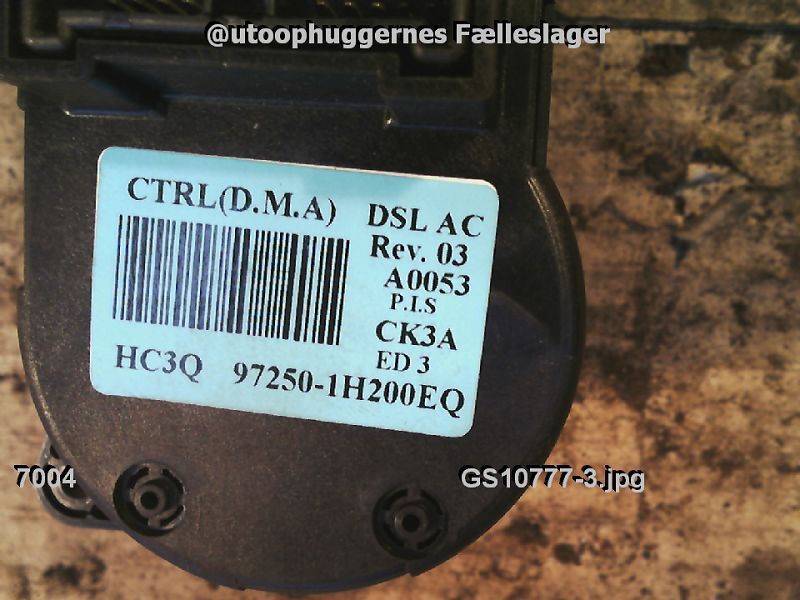 @utoophuggernes Fælleslager
CTRL(D.M.A) DSL AC
Rev. 03
A0053
P.I.S
CK3A
ED 3
HC3Q 97250-1H200EQ
7004 GS10777-3.jpg